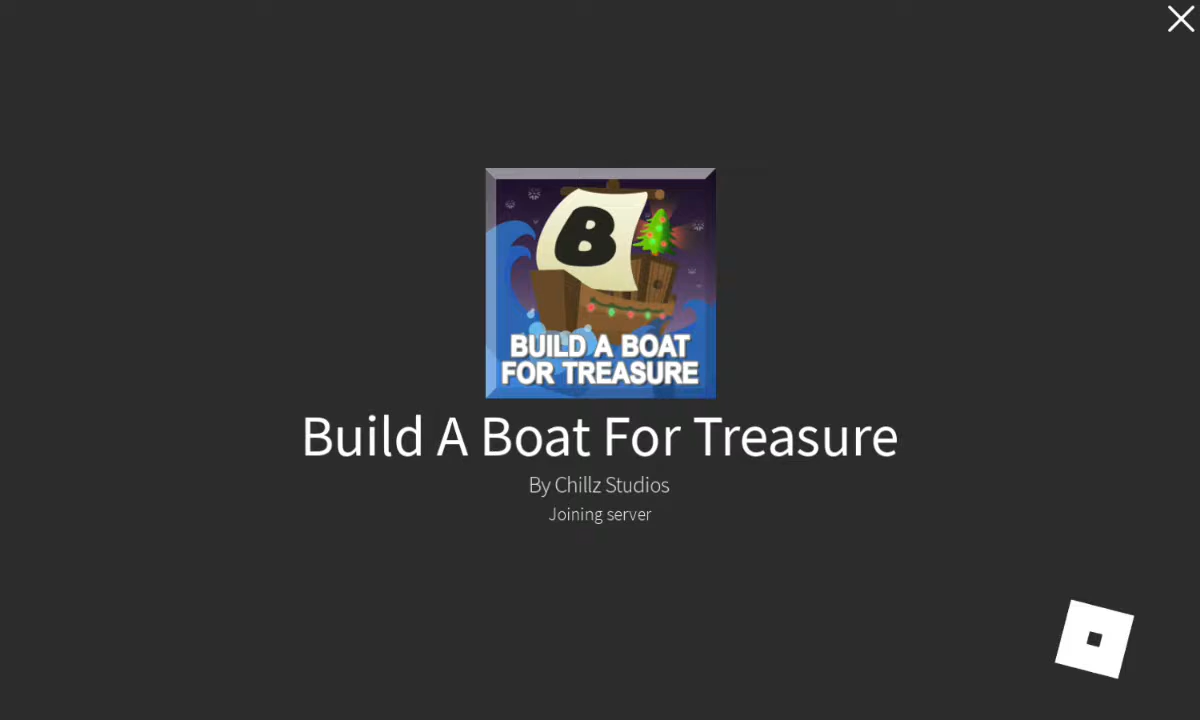 B
BUILD A BOAT
FOR TREASURE
Build A Boat For Treasure
By Chillz Studios
Joining server